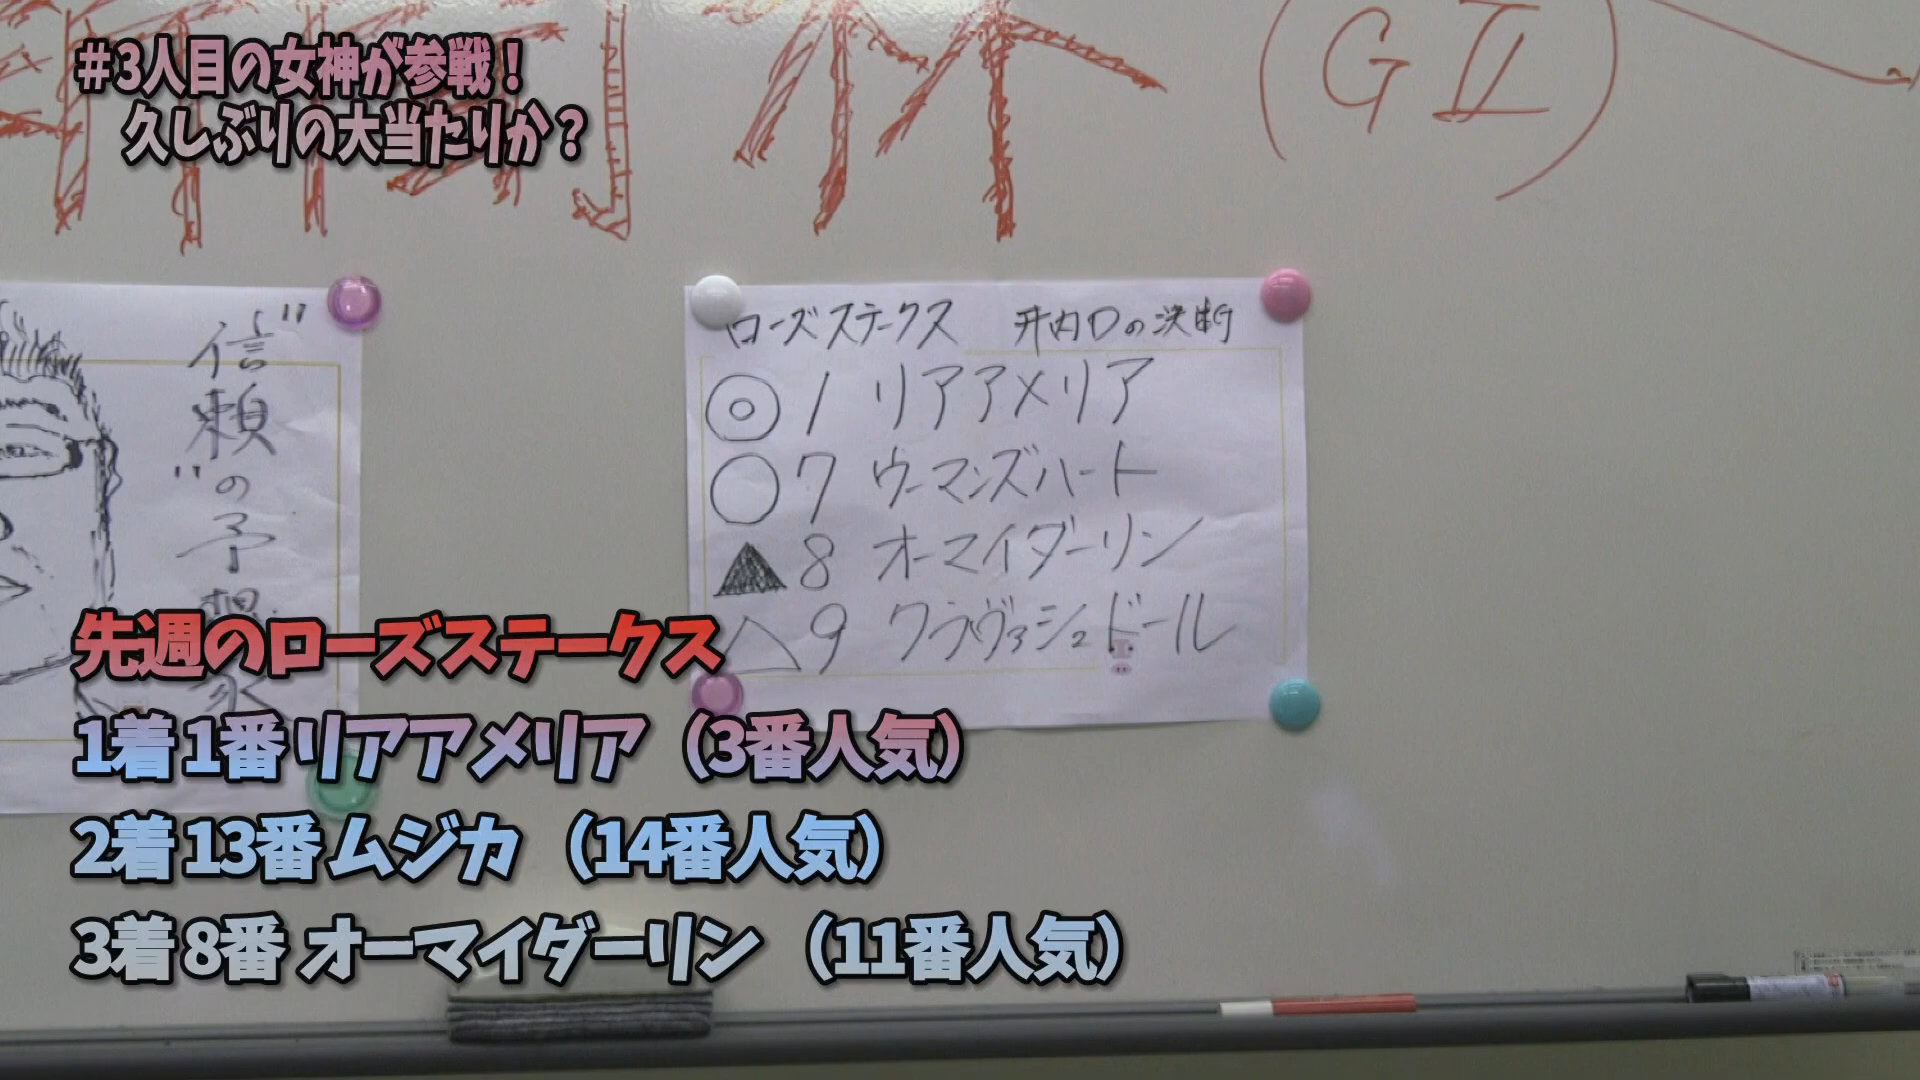 #3人目の女神が参戦!
久しぶりの大当たりか?
杯 (GⅡ)
"信頼"の予想家
ローズステークス 井内Dの決断
◎ 1 リアアメリア
○ 7 ウーマンズハート
▲ 8 オーマイダーリン
△ 9 クラヴァシュドール
先週のローズステークス
1着1番リアアメリア(3番人気)
2着13番ムジカ(14番人気)
3着8番 オーマイダーリン(11番人気)